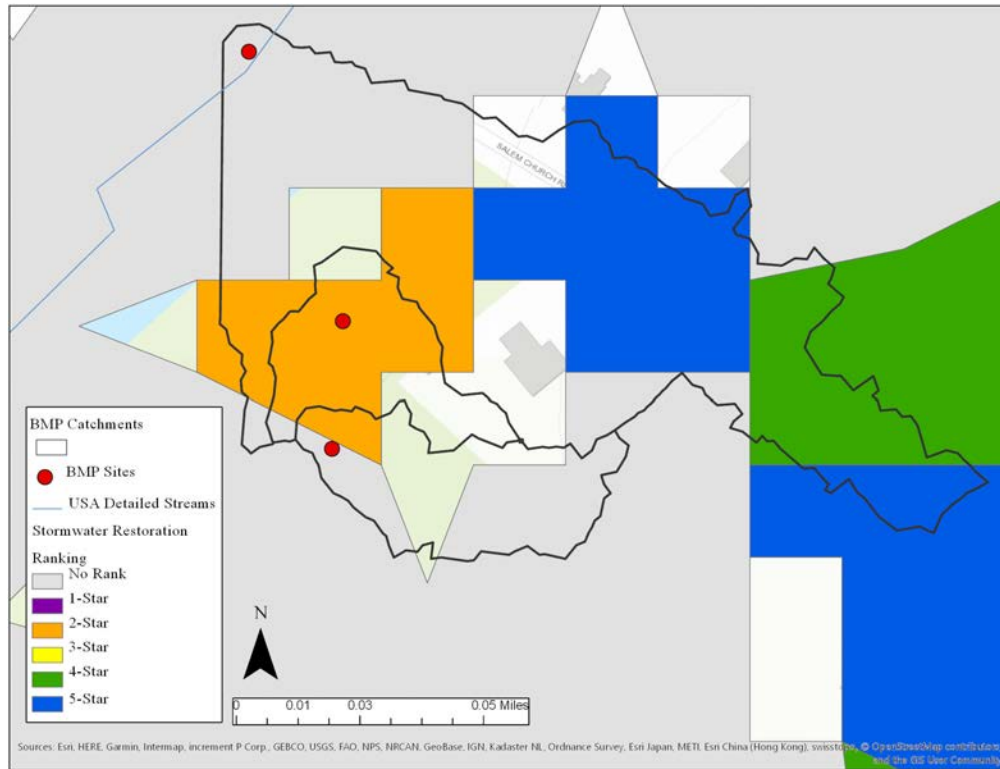 SALEM CHURCH R
BMP Catchments
BMP Sites
USA Detailed Streams
Stormwater Restoration
Ranking
No Rank
1-Star
2-Star
3-Star
4-Star
5-Star
N
0 0.01 0.03 0.05 Miles
Sources: Esri, HERE, Garmin, Intermap, increment P Corp., GEBCO, USGS, FAO, NPS, NRCAN, GeoBase, IGN, Kadaster NL, Ordnance Survey, Esri Japan, METI, Esri China (Hong Kong), swisstopo, © OpenStreetMap contributors,
and the GIS User Community